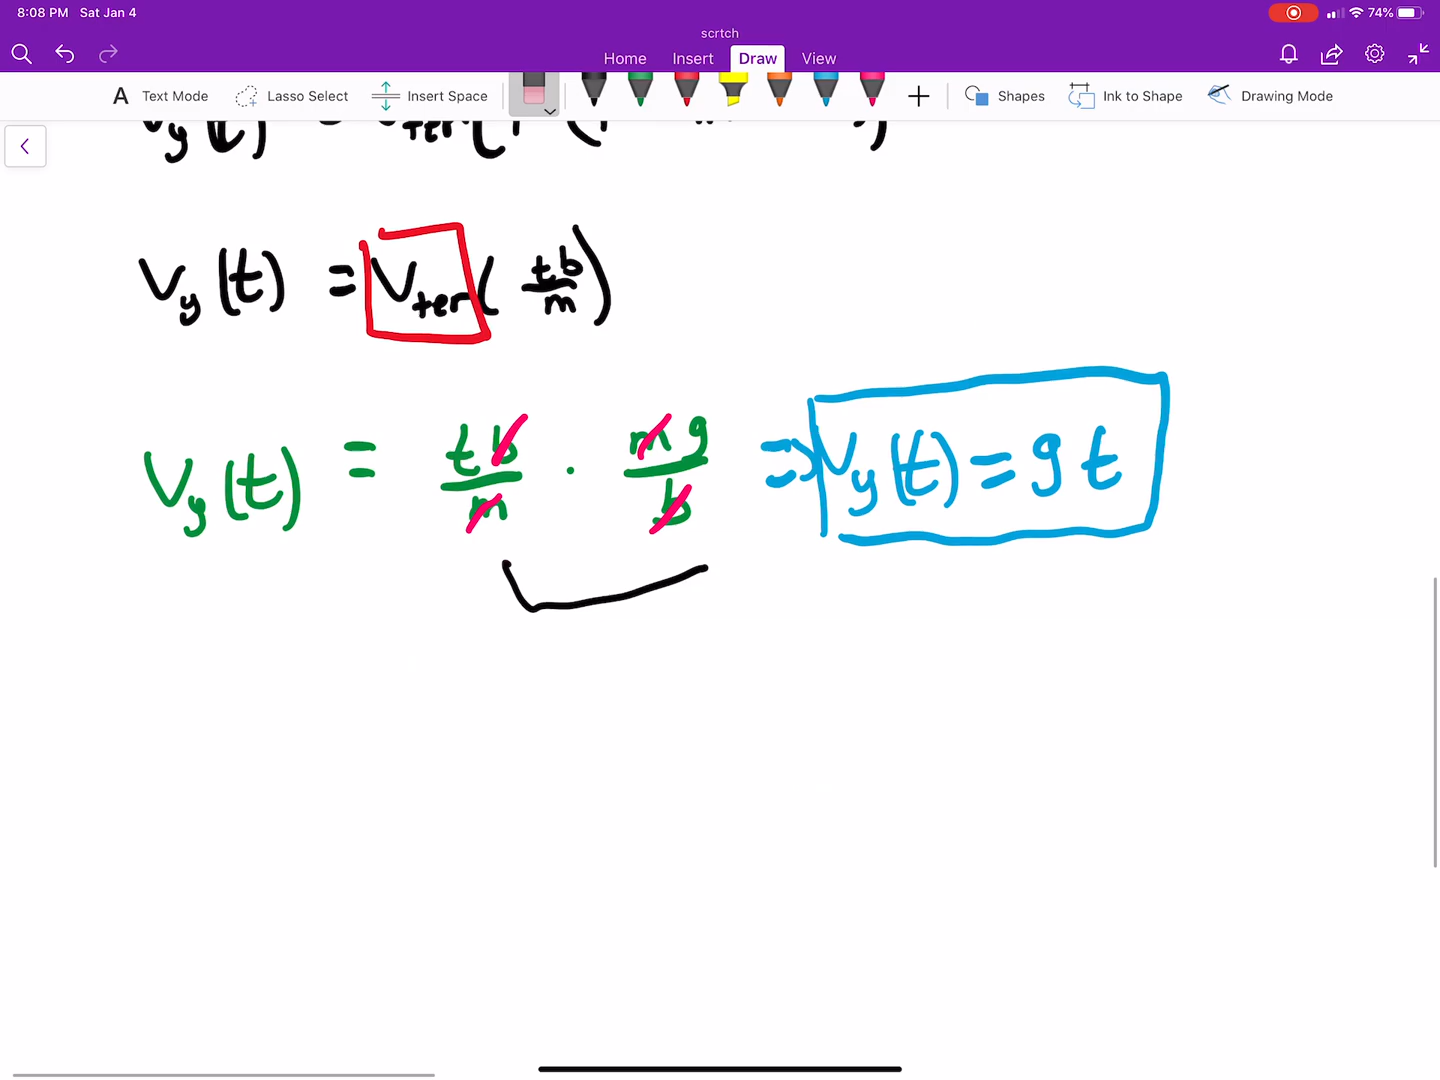 8:08 PM Sat Jan 4
74%
scrtch
Home Insert Draw View
A Text Mode Lasso Select Insert Space + Shapes Ink to Shape Drawing Mode
Vy(t) = Vter (tb/m)
Vy(t) = tb/m · mg/b ⇒ Vy(t) = gt